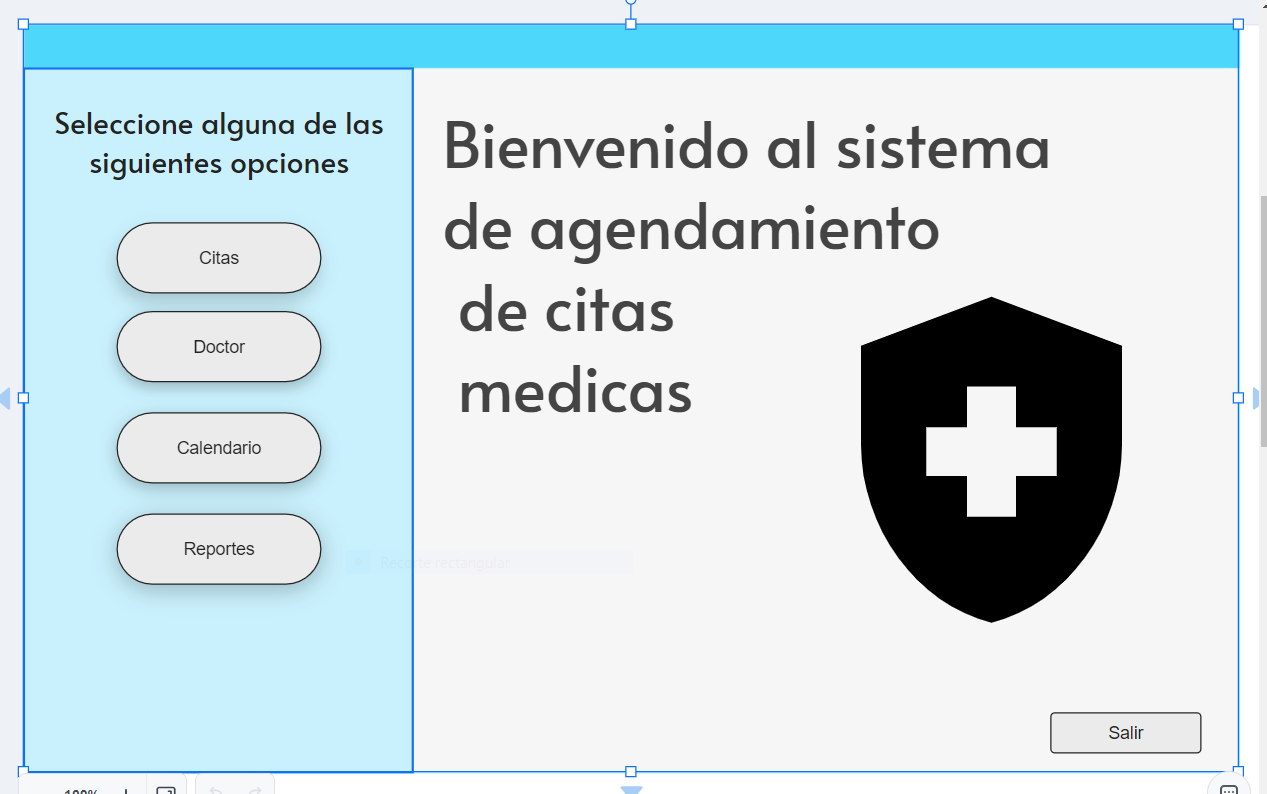 Seleccione alguna de las
siguientes opciones
Citas
Doctor
Calendario
Reportes
Bienvenido al sistema
de agendamiento
de citas
medicas
Recorte rectangular
Salir